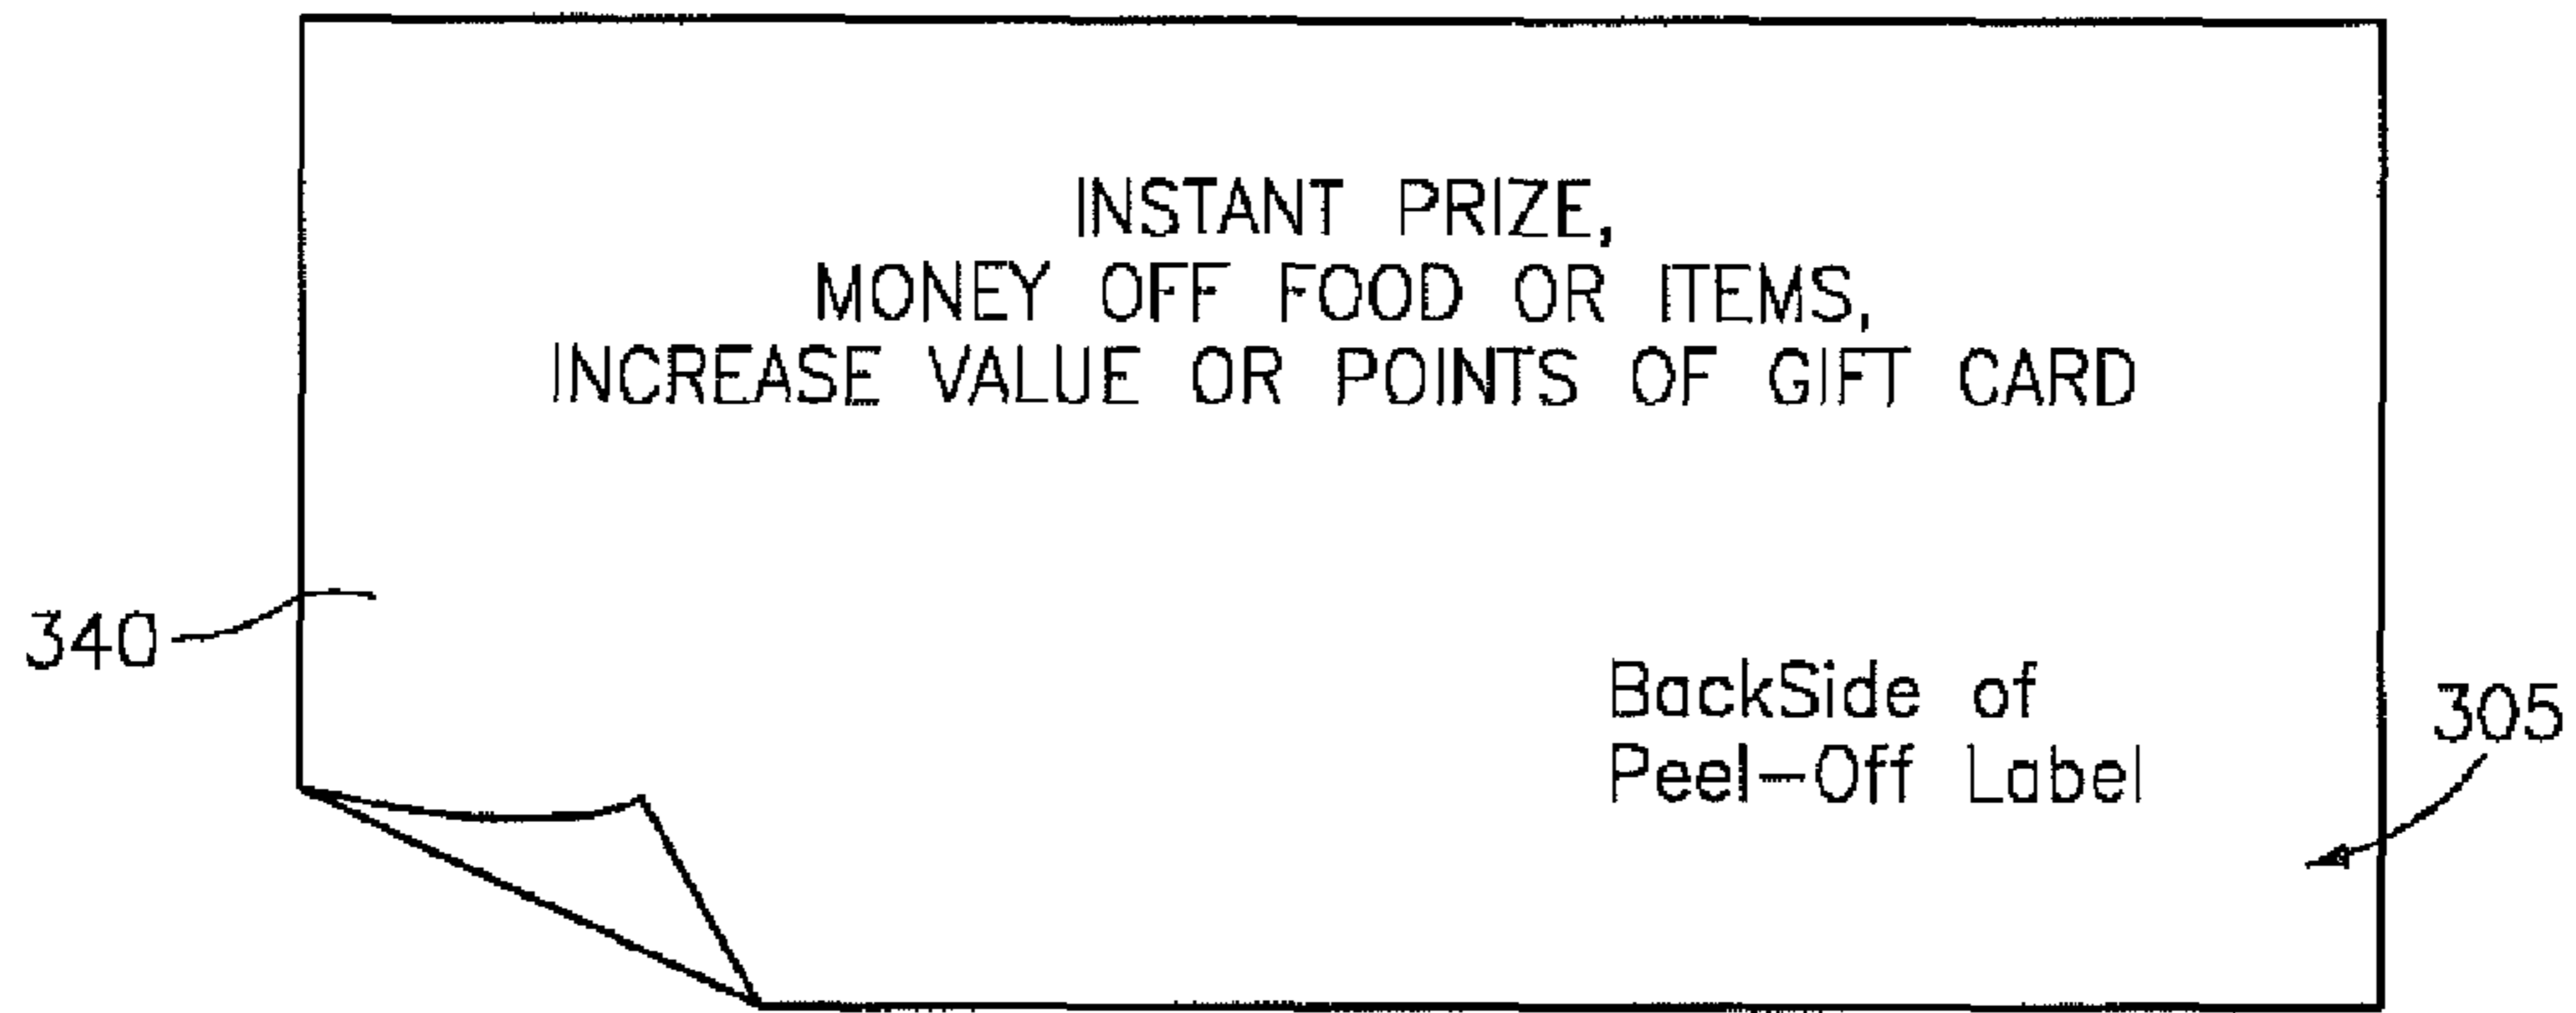 INSTANT PRIZE,
MONEY OFF FOOD OR ITEMS,
INCREASE VALUE OR POINTS OF GIFT CARD
340
BackSide of
Peel-Off Label
305